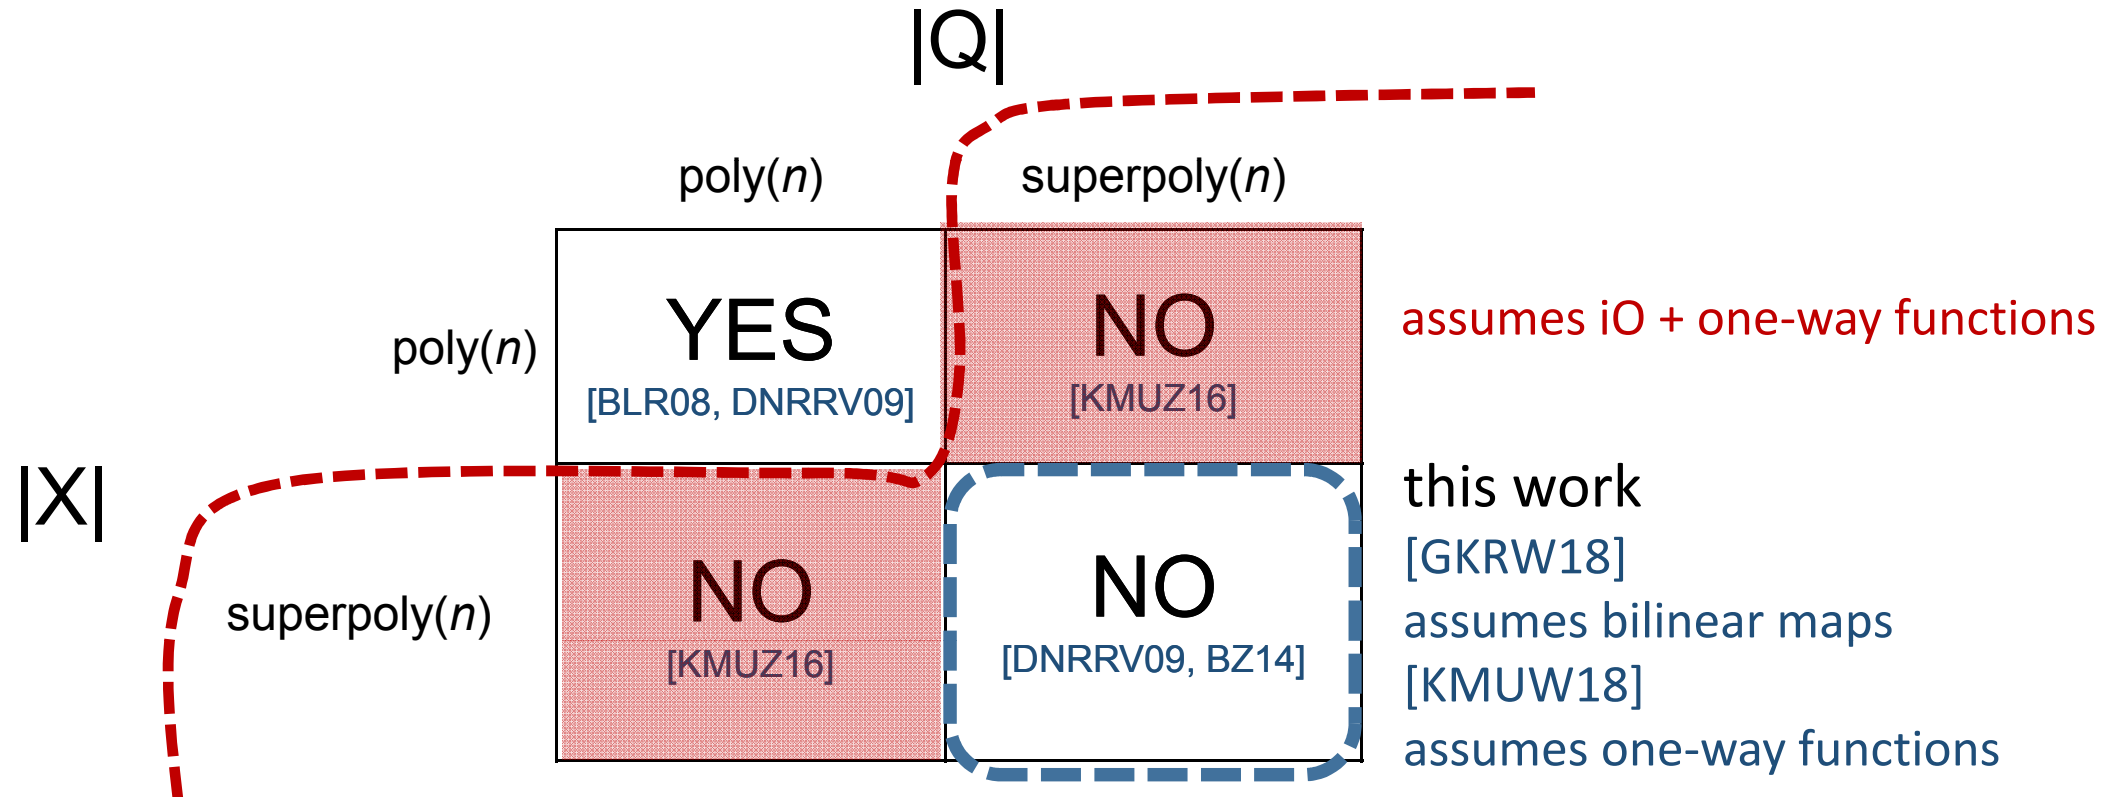 |Q|
poly(n)
superpoly(n)
poly(n)
YES
[BLR08, DNRRV09]
NO
[KMUZ16]
assumes iO + one-way functions
|X|
superpoly(n)
NO
[KMUZ16]
NO
[DNRRV09, BZ14]
this work
[GKRW18]
assumes bilinear maps
[KMUW18]
assumes one-way functions